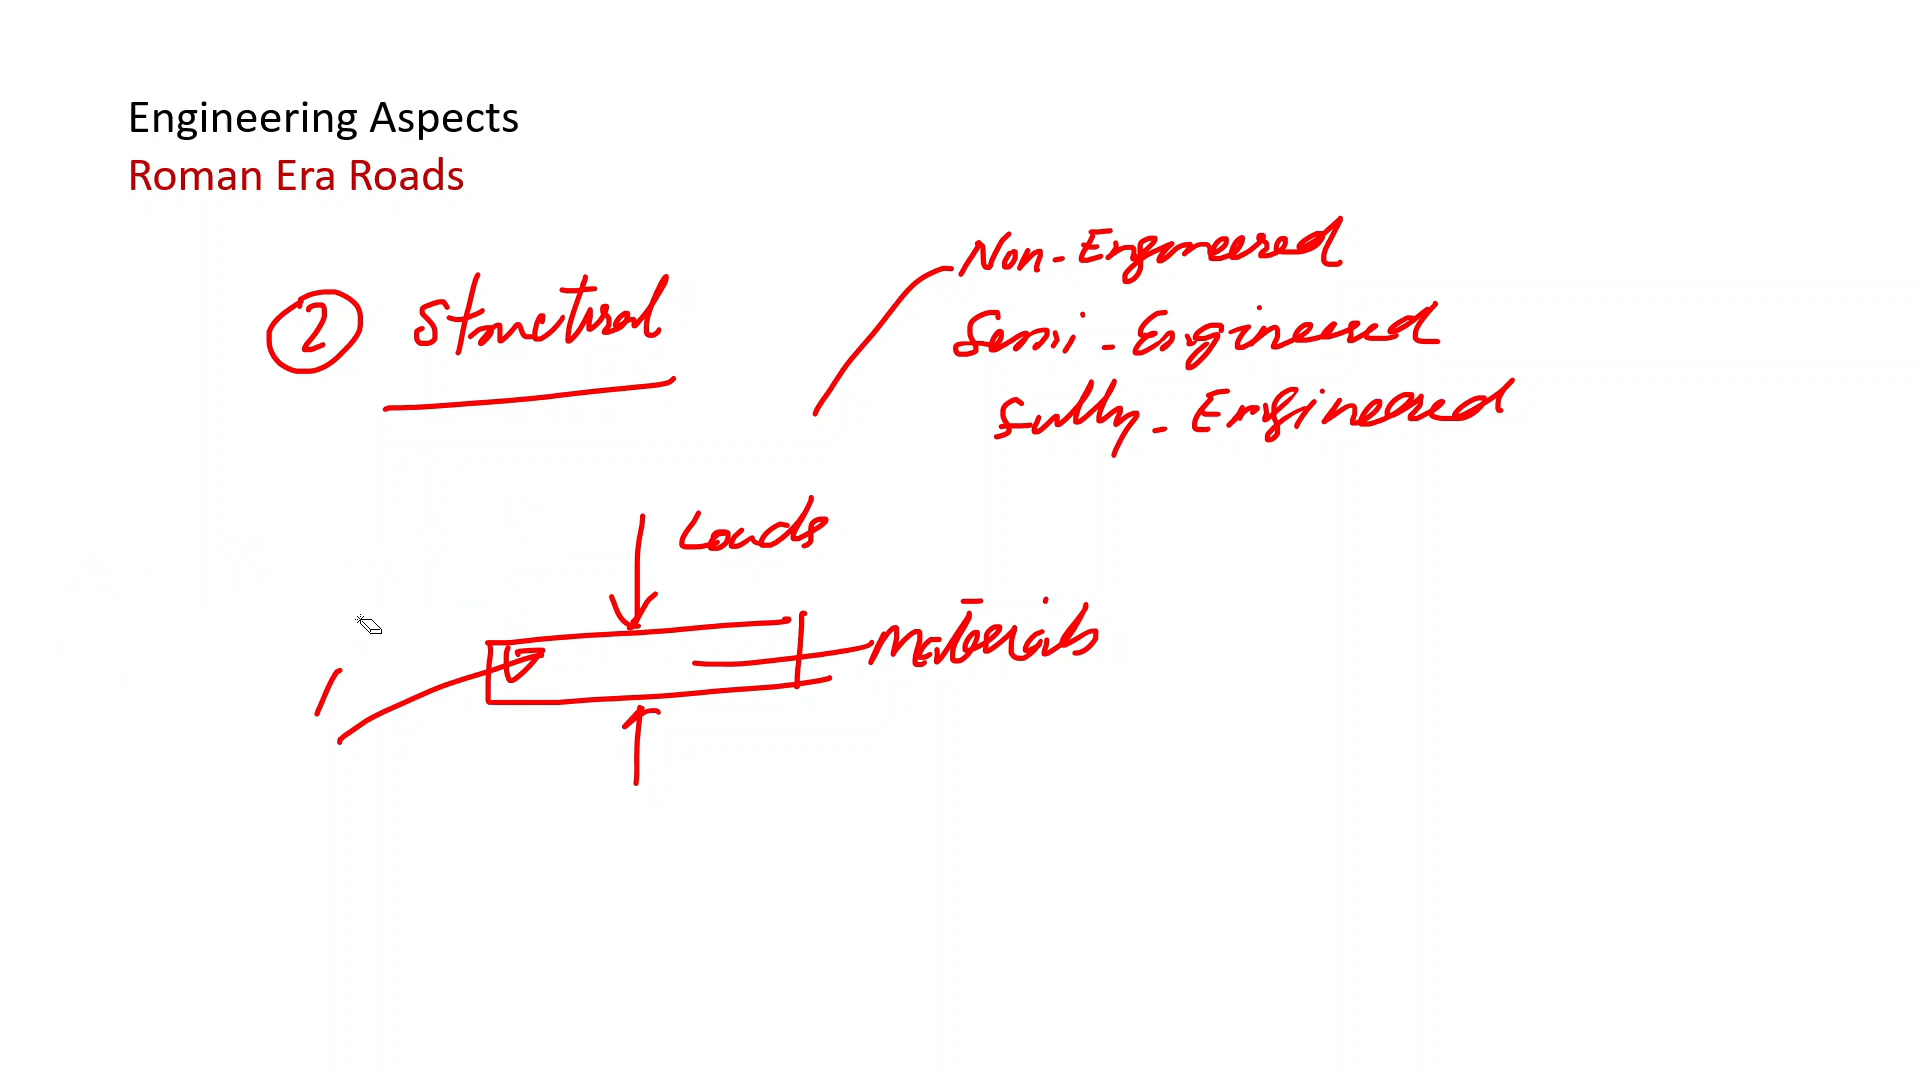 Engineering Aspects
Roman Era Roads
Non-Engineered
② Structural
Semi-Engineered
Fully-Engineered
Loads
Materials